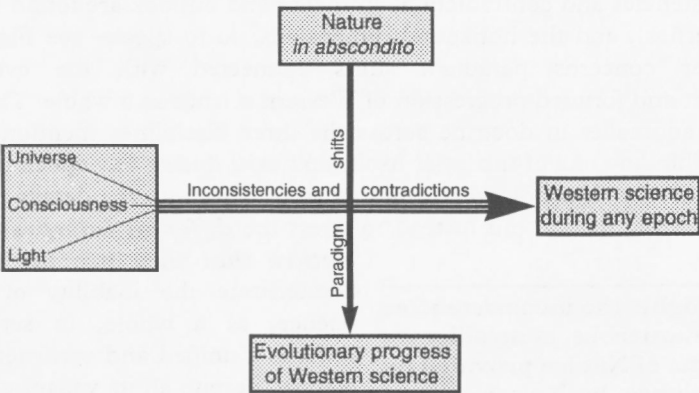 Nature
in abscondito
shifts
Universe
Consciousness
Light
Inconsistencies and contradictions
Western science
during any epoch
Paradigm
Evolutionary progress
of Western science